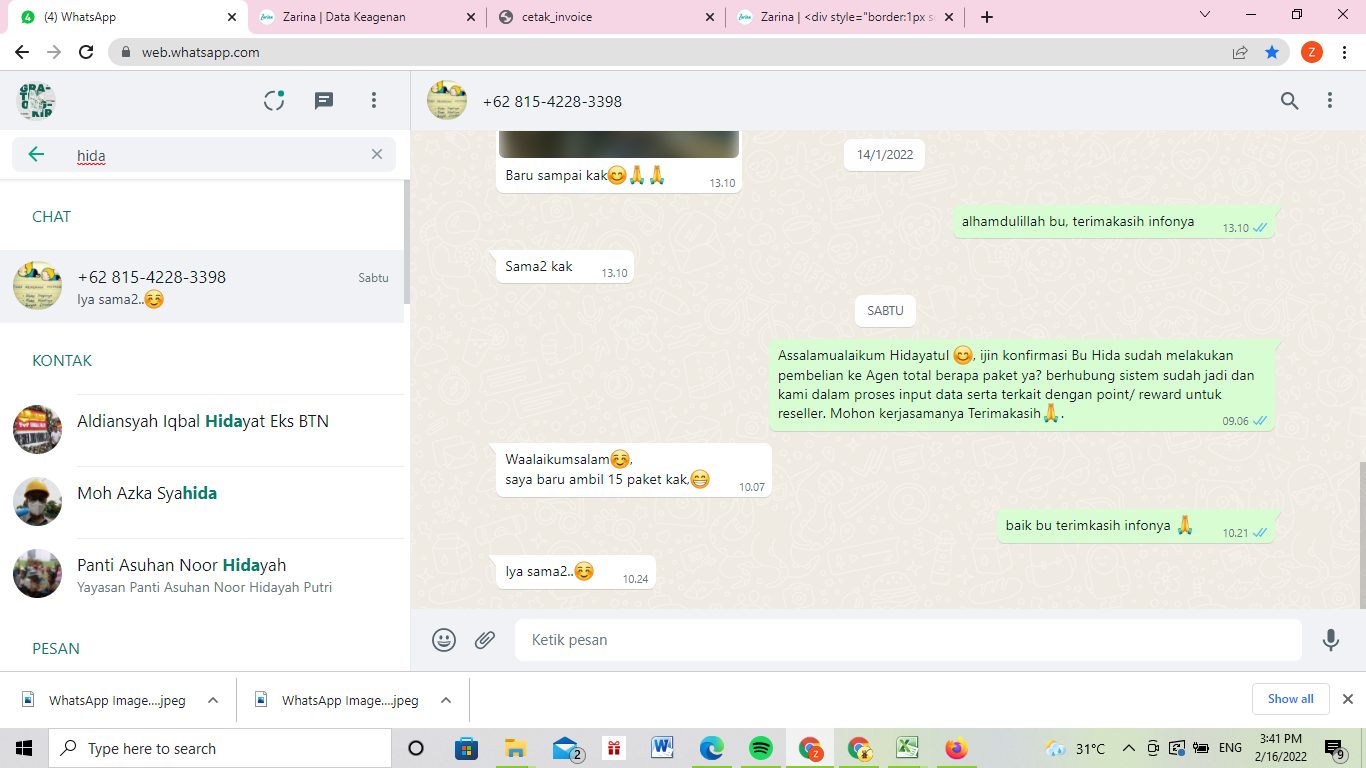 (4) WhatsApp
Zarina | Data Keagenan
cetak_invoice
Zarina | <div style="border:1px s
web.whatsapp.com
Z
hida
CHAT
+62 815-4228-3398
Sabtu
Iya sama2..😊
KONTAK
Aldiansyah Iqbal Hidayat Eks BTN
Moh Azka Syahida
Panti Asuhan Noor Hidayah
Yayasan Panti Asuhan Noor Hidayah Putri
PESAN
+62 815-4228-3398
Baru sampai kak😊🙏🙏
13.10
14/1/2022
alhamdulillah bu, terimakasih infonya
13.10
Sama2 kak
13.10
SABTU
Assalamualaikum Hidayatul 😊, ijin konfirmasi Bu Hida sudah melakukan
pembelian ke Agen total berapa paket ya? berhubung sistem sudah jadi dan
kami dalam proses input data serta terkait dengan point/ reward untuk
reseller. Mohon kerjasamanya Terimakasih🙏.
09.06
Waalaikumsalam😊,
saya baru ambil 15 paket kak,😁
10.07
baik bu terimkasih infonya 🙏
10.21
Iya sama2..😊
10.24
Ketik pesan
WhatsApp Image....jpeg
WhatsApp Image....jpeg
Show all
Type here to search
2
31°C
ENG
3:41 PM
2/16/2022
9